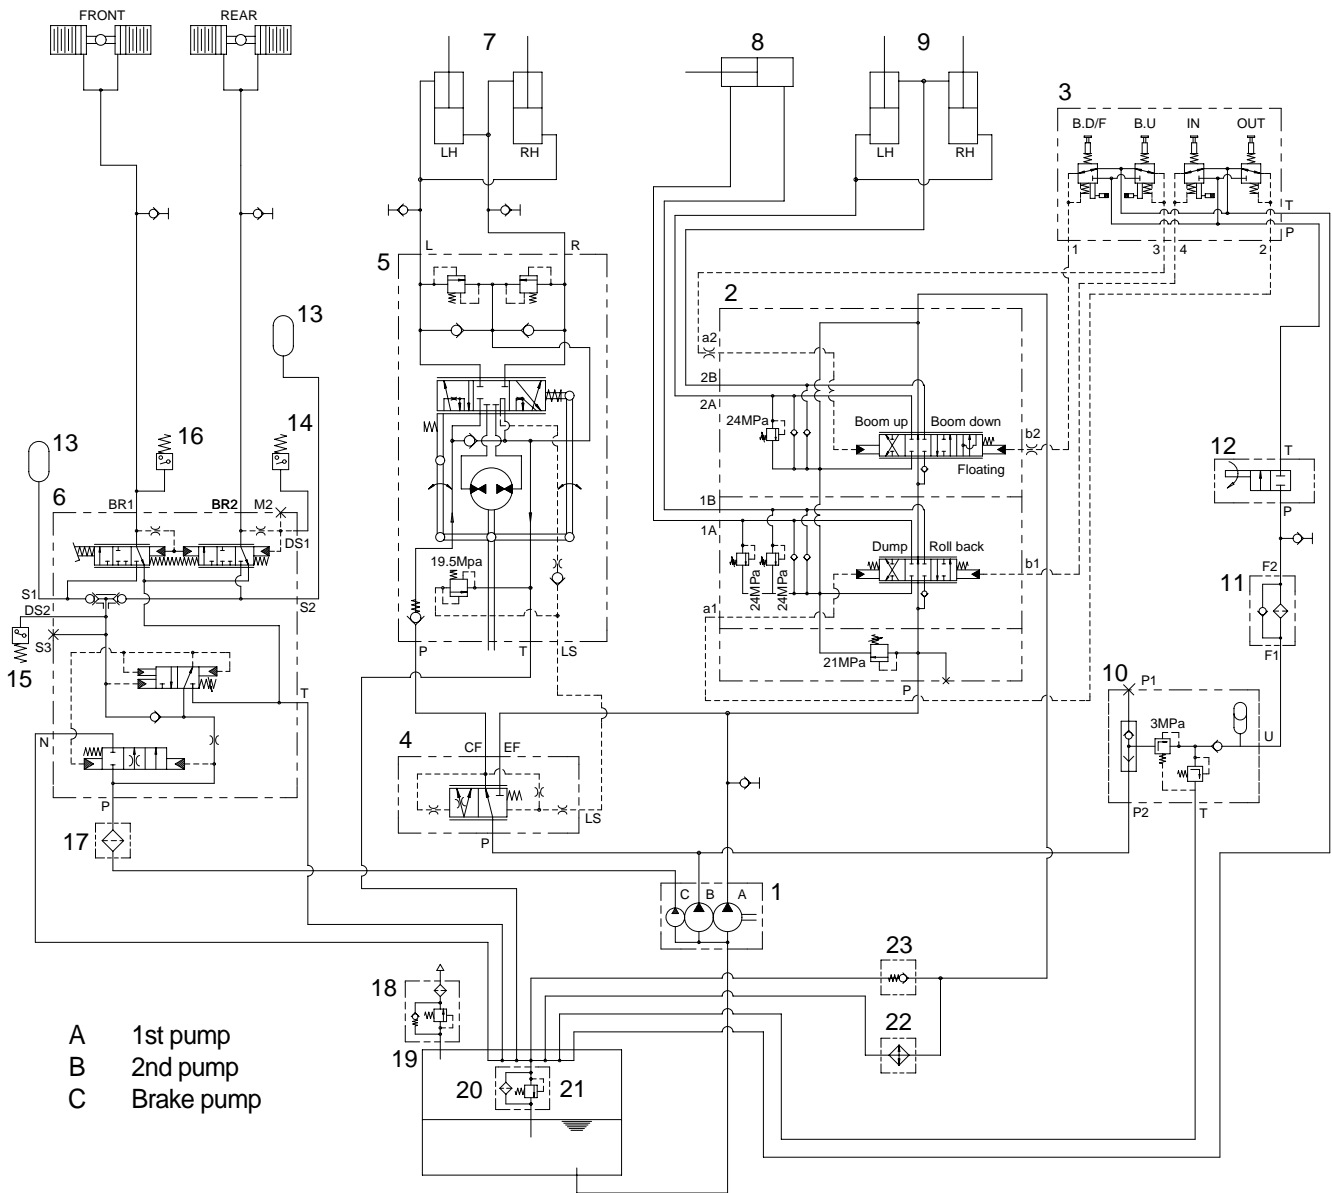 FRONT REAR
7 8 9
3
B.D/F B.U IN OUT
LH RH LH RH
T
P
L R
1 3 4 2
5 2
13
13
a2
2B
2A
24MPa Boom up Boom down
b2
Floating
16 14
12
T
P
6
BR1 BR2 M2
DS1
1B
1A
Dump Roll back
24MPa 24MPa
b1
a1
19.5Mpa
S1 S2
DS2
S3
15
F2
11
F1
P T LS
21MPa
P
10 P1
T
N
3MPa
U
4 CF EF
LS
P
P2 T
P
17
C B A 1
23
18
22
19
20 21
A 1st pump
B 2nd pump
C Brake pump